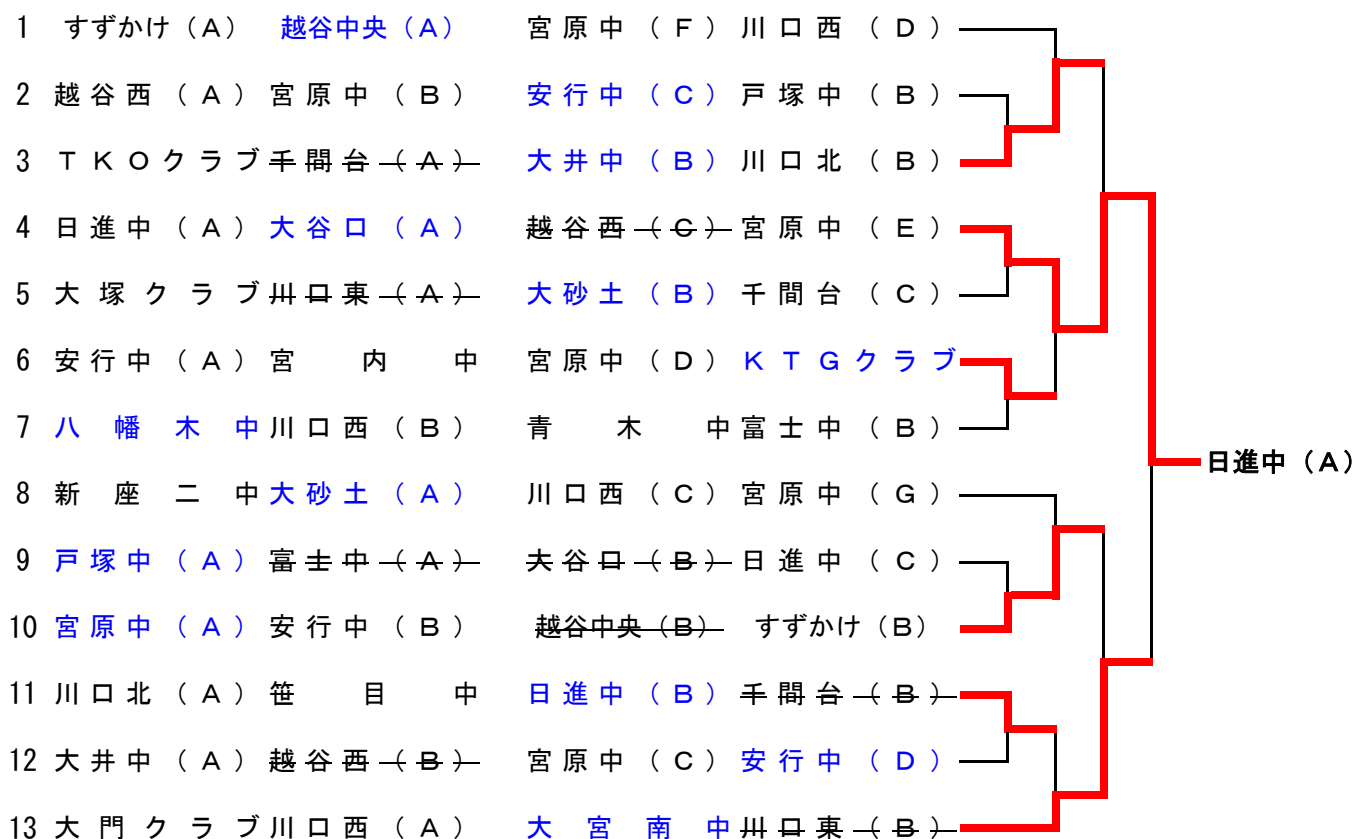 1 すずかけ（A） 越谷中央（A） 宮原中（F） 川口西（D）
2 越谷西（A） 宮原中（B） 安行中（C） 戸塚中（B）
3 TKOクラブ 千間台（A） 大井中（B） 川口北（B）
4 日進中（A） 大谷口（A） 越谷西（C） 宮原中（E）
5 大塚クラブ 川口東（A） 大砂土（B） 千間台（C）
6 安行中（A） 宮内中 宮原中（D） KTGクラブ
7 八幡木中 川口西（B） 青木中 富士中（B）
日進中（A）
8 新座二中 大砂土（A） 川口西（C） 宮原中（G）
9 戸塚中（A） 富士中（A） 大谷口（B） 日進中（C）
10 宮原中（A） 安行中（B） 越谷中央（B） すずかけ（B）
11 川口北（A） 笹目中 日進中（B） 千間台（B）
12 大井中（A） 越谷西（B） 宮原中（C） 安行中（D）
13 大門クラブ 川口西（A） 大宮南中 川口東（B）